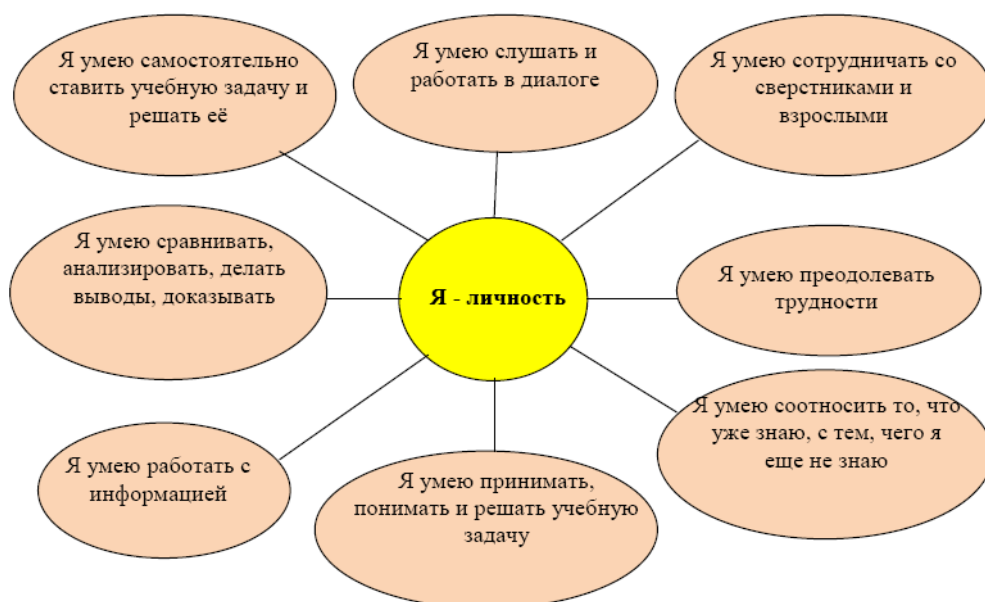 Я умею самостоятельно
ставить учебную задачу и
решать её
Я умею слушать и
работать в диалоге
Я умею сотрудничать со
сверстниками и
взрослыми
Я умею сравнивать,
анализировать, делать
выводы, доказывать
Я - личность
Я умею преодолевать
трудности
Я умею работать с
информацией
Я умею принимать,
понимать и решать учебную
задачу
Я умею соотносить то, что
уже знаю, с тем, чего я
еще не знаю